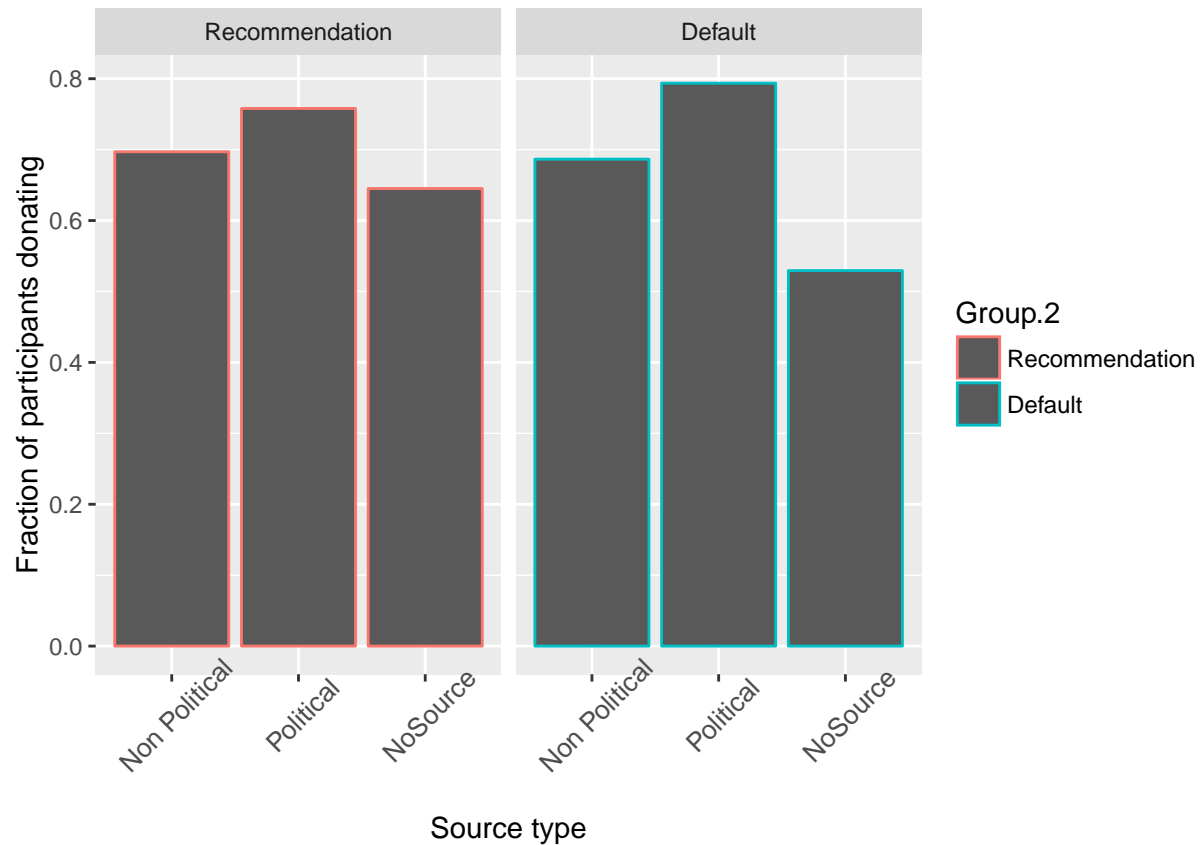 Recommendation
Default
Fraction of participants donating
0.8
0.6
0.4
0.2
0.0
Non Political
Political
NoSource
Non Political
Political
NoSource
Source type
Group.2
Recommendation
Default